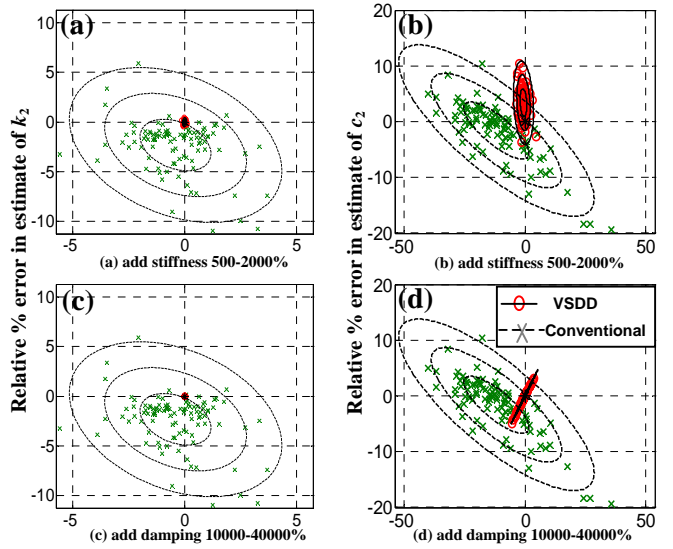 (a)
10
5
0
-5
-10
-5
0
5
(a) add stiffness 500-2000%
(b)
20
10
0
-10
-20
-50
0
50
(b) add stiffness 500-2000%
Relative % error in estimate of k2
Relative % error in estimate of c2
(c)
10
5
0
-5
-10
-5
0
5
(c) add damping 10000-40000%
(d)
20
10
0
-10
-20
-50
0
50
(d) add damping 10000-40000%
VSDD
Conventional